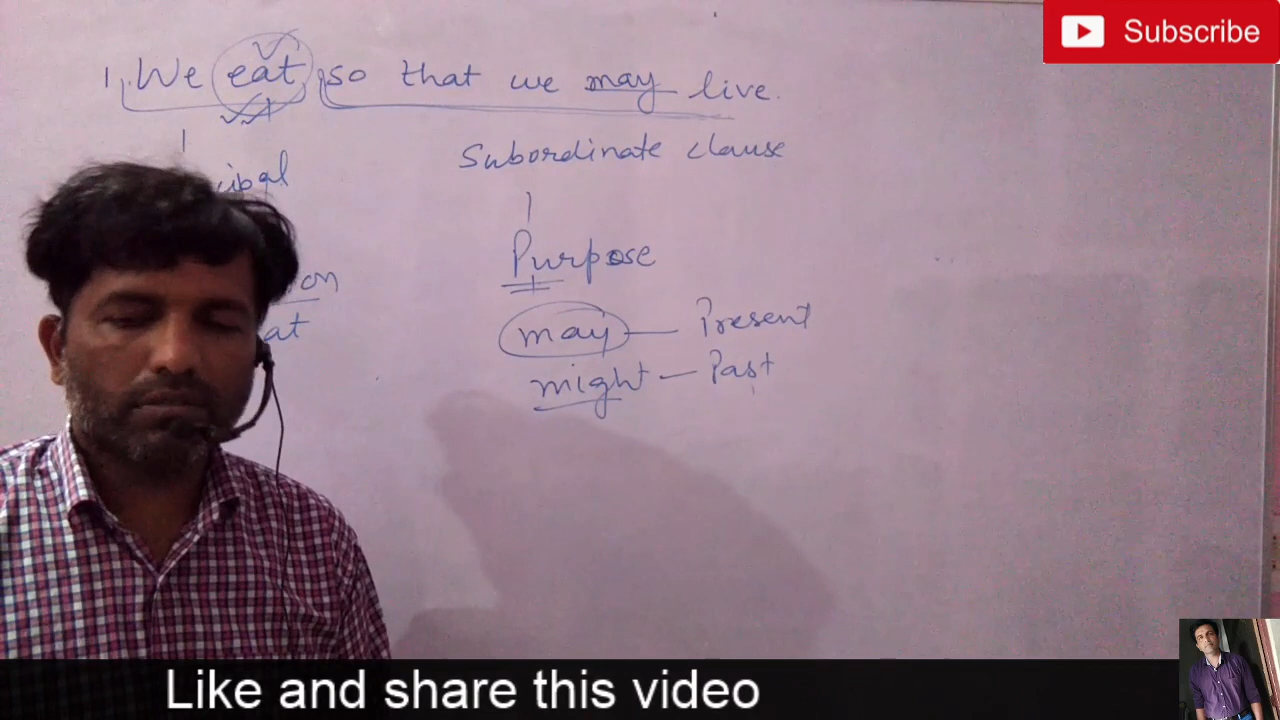 Subscribe
1. We eat so that we may live.
Subordinate clause
Purpose
may — Present
might — Past
Like and share this video